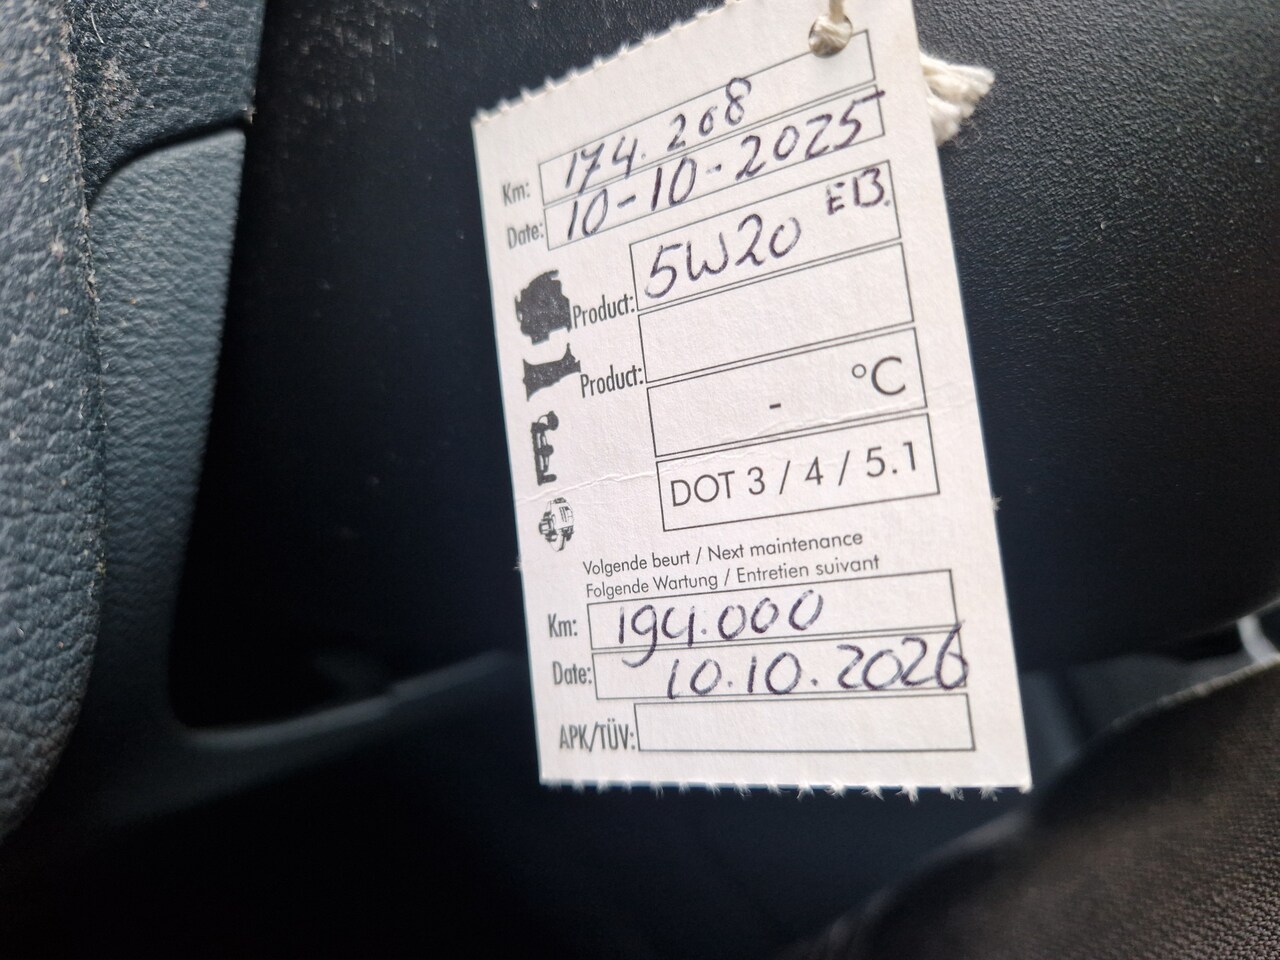 Km: 174.208
Date: 10-10-2025
Product: 5W20 E13.
Product:
- °C
DOT 3 / 4 / 5.1
Volgende beurt / Next maintenance
Folgende Wartung / Entretien suivant
Km: 194.000
Date: 10.10.2026
APK/TÜV: